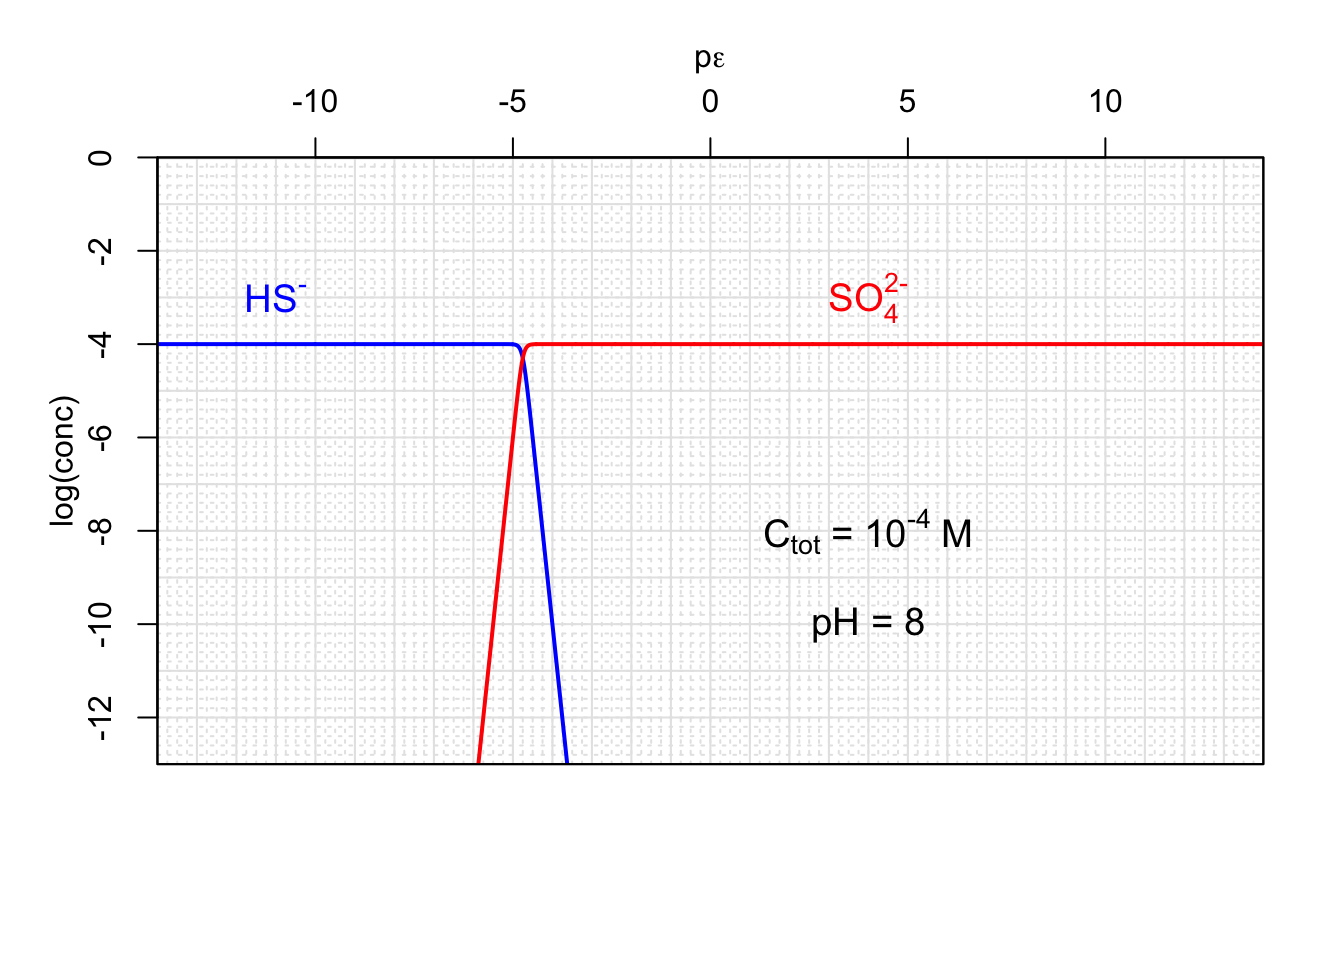 pε
-10 -5 0 5 10
0
-2
-4
-6
-8
-10
-12
log(conc)
HS⁻
SO₄²⁻
Cₜₒₜ = 10⁻⁴ M
pH = 8